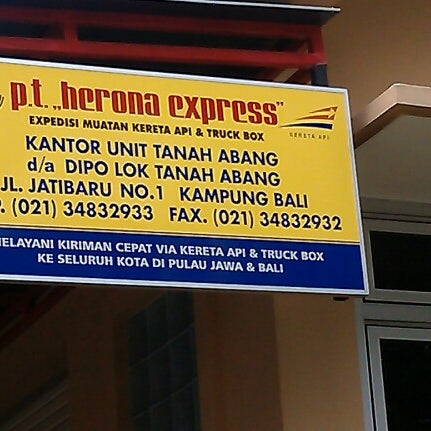 p.t. „herona express"
EXPEDISI MUATAN KERETA API & TRUCK BOX
KERETA API
KANTOR UNIT TANAH ABANG
d/a DIPO LOK TANAH ABANG
JL. JATIBARU NO.1 KAMPUNG BALI
P. (021) 34832933 FAX. (021) 34832932
MELAYANI KIRIMAN CEPAT VIA KERETA API & TRUCK BOX
KE SELURUH KOTA DI PULAU JAWA & BALI